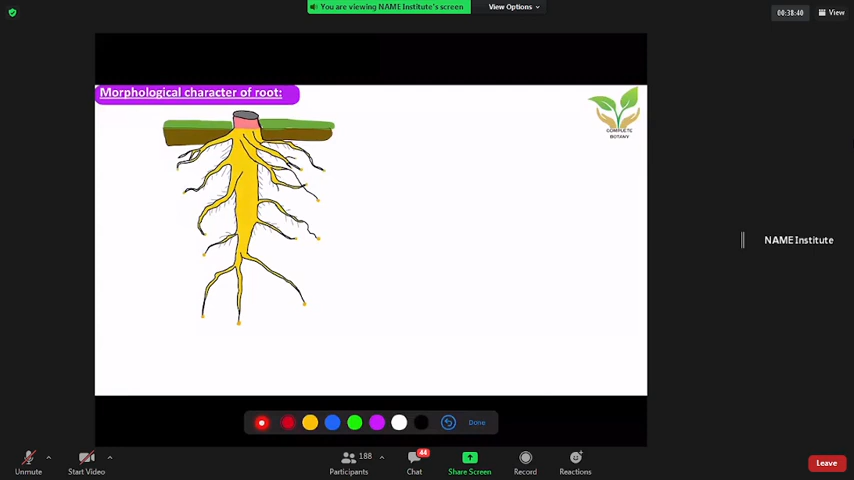 You are viewing NAME Institute's screen
View Options
00:38:40
View
Morphological character of root:
COMPLETE
BOTANY
NAME Institute
Done
Unmute
Start Video
188
Participants
44
Chat
Share Screen
Record
Reactions
Leave